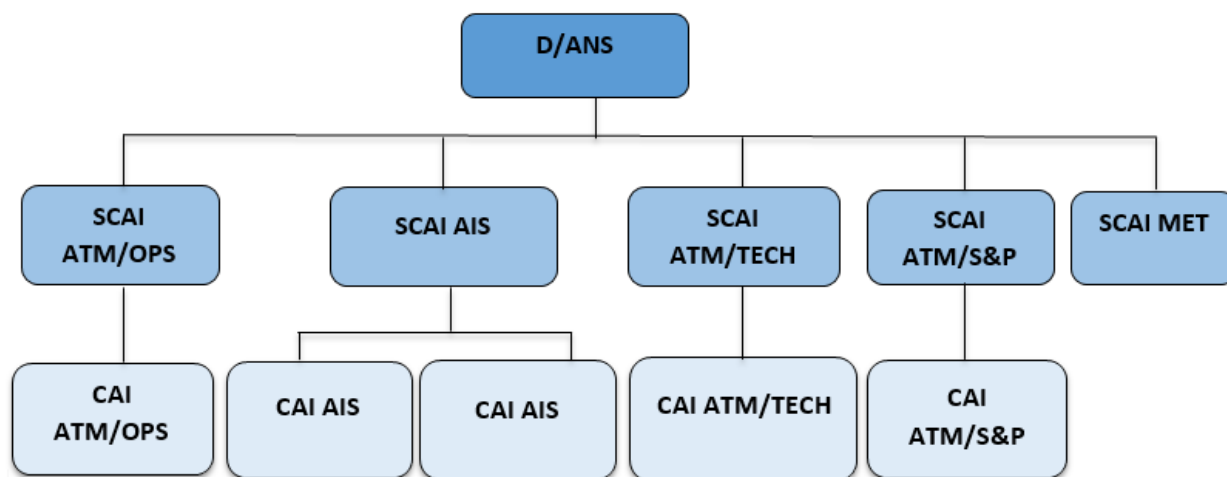 D/ANS
SCAI
ATM/OPS
SCAI AIS
SCAI
ATM/TECH
SCAI
ATM/S&P
SCAI MET
CAI
ATM/OPS
CAI AIS
CAI AIS
CAI ATM/TECH
CAI
ATM/S&P